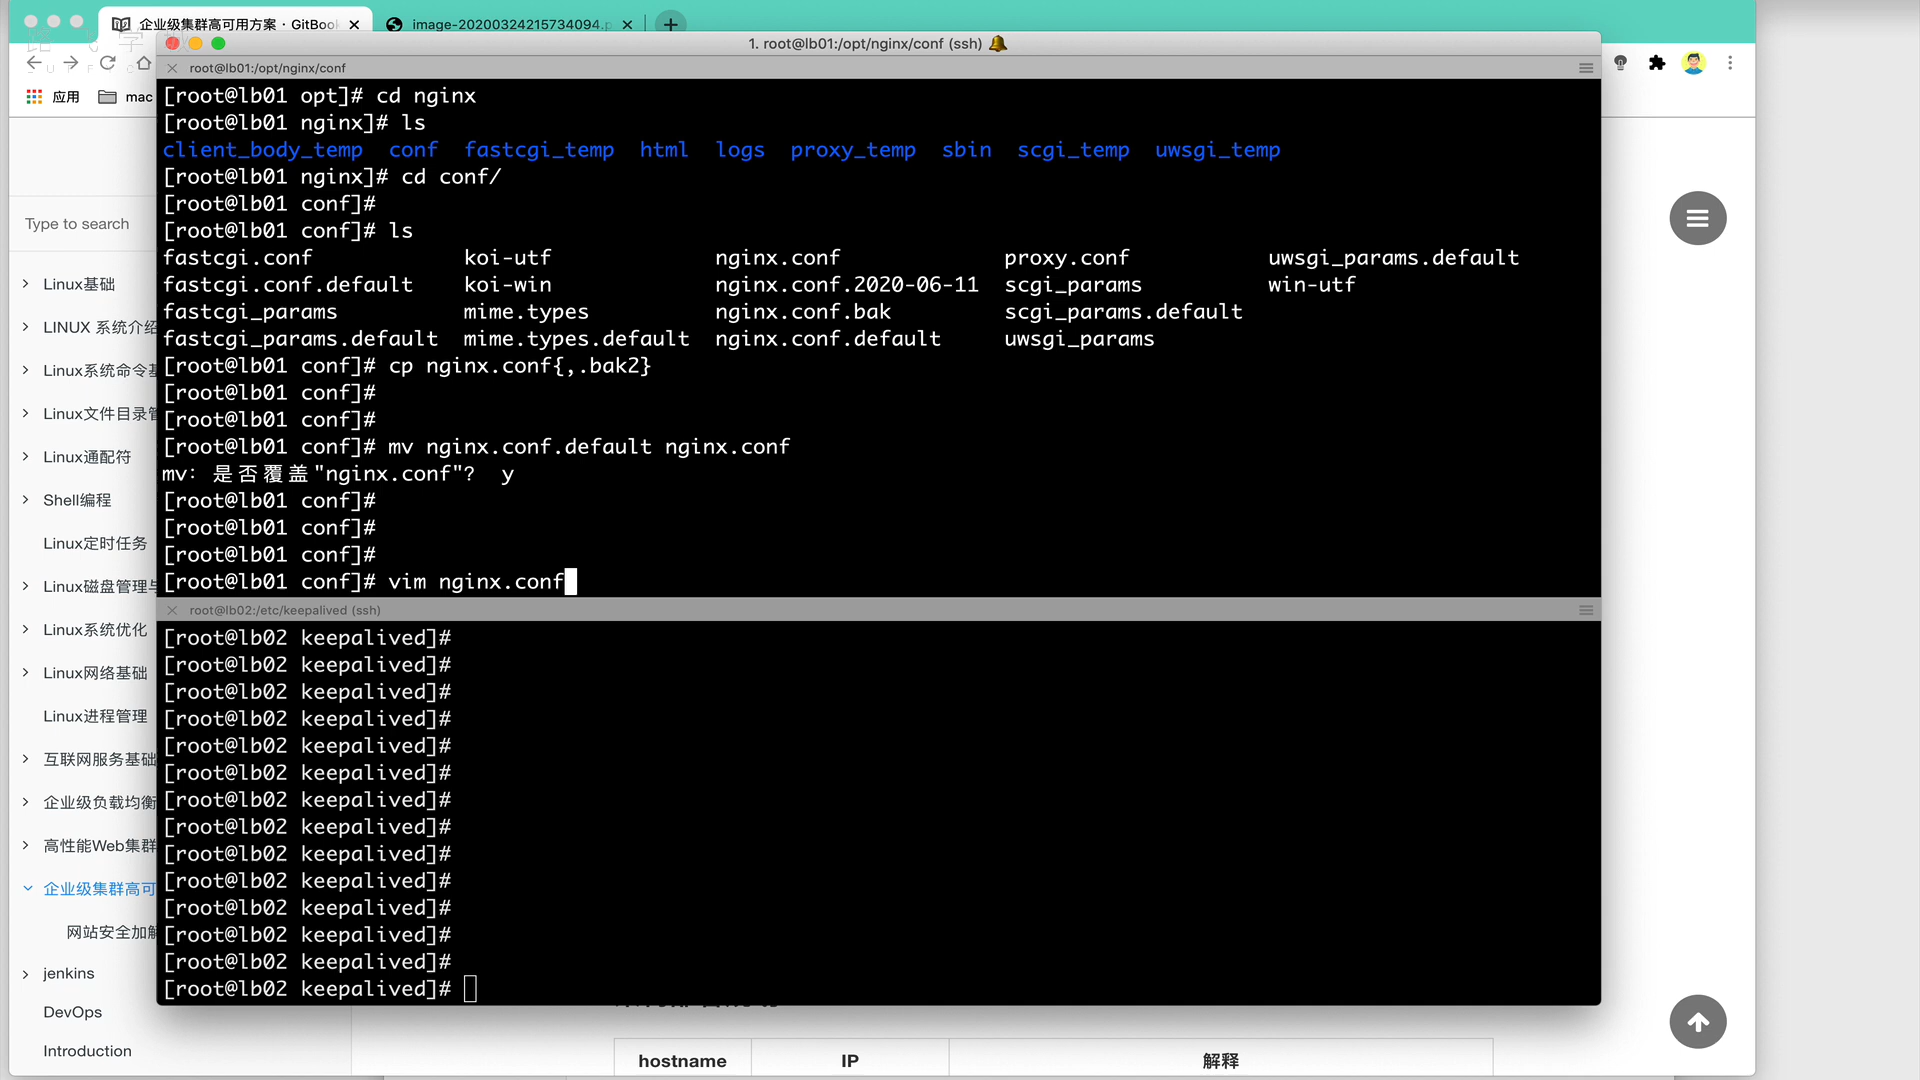 企业级集群高可用方案 · GitBook
image-20200324215734094.p
1. root@lb01:/opt/nginx/conf (ssh)
root@lb01:/opt/nginx/conf
应用
mac
[root@lb01 opt]# cd nginx
[root@lb01 nginx]# ls
client_body_temp conf fastcgi_temp html logs proxy_temp sbin scgi_temp uwsgi_temp
[root@lb01 nginx]# cd conf/
[root@lb01 conf]#
[root@lb01 conf]# ls
fastcgi.conf koi-utf nginx.conf proxy.conf uwsgi_params.default
fastcgi.conf.default koi-win nginx.conf.2020-06-11 scgi_params win-utf
fastcgi_params mime.types nginx.conf.bak scgi_params.default
fastcgi_params.default mime.types.default nginx.conf.default uwsgi_params
[root@lb01 conf]# cp nginx.conf{,.bak2}
[root@lb01 conf]#
[root@lb01 conf]#
[root@lb01 conf]# mv nginx.conf.default nginx.conf
mv：是否覆盖"nginx.conf"？ y
[root@lb01 conf]#
[root@lb01 conf]#
[root@lb01 conf]#
[root@lb01 conf]# vim nginx.conf
root@lb02:/etc/keepalived (ssh)
[root@lb02 keepalived]#
[root@lb02 keepalived]#
[root@lb02 keepalived]#
[root@lb02 keepalived]#
[root@lb02 keepalived]#
[root@lb02 keepalived]#
[root@lb02 keepalived]#
[root@lb02 keepalived]#
[root@lb02 keepalived]#
[root@lb02 keepalived]#
[root@lb02 keepalived]#
[root@lb02 keepalived]#
[root@lb02 keepalived]#
[root@lb02 keepalived]#
Type to search
Linux基础
LINUX 系统介绍
Linux系统命令基
Linux文件目录管
Linux通配符
Shell编程
Linux定时任务
Linux磁盘管理与
Linux系统优化
Linux网络基础
Linux进程管理
互联网服务基础
企业级负载均衡
高性能Web集群
企业级集群高可
网站安全加解
jenkins
DevOps
Introduction
hostname IP 解释